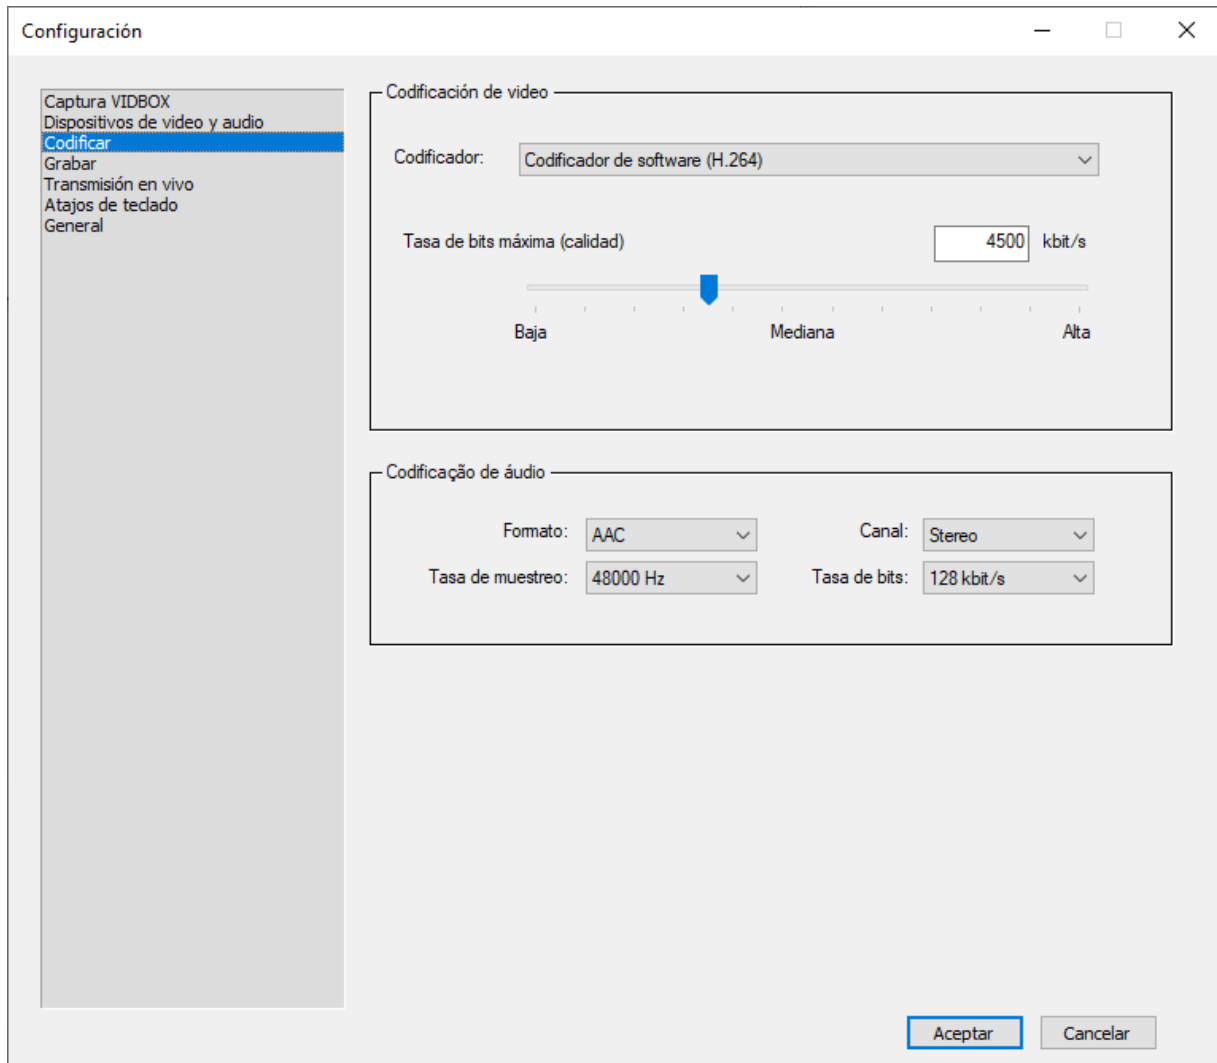 Configuración
Captura VIDBOX
Dispositivos de video y audio
Codificar
Grabar
Transmisión en vivo
Atajos de teclado
General
Codificación de video
Codificador: Codificador de software (H.264)
Tasa de bits máxima (calidad) 4500 kbit/s
Baja Mediana Alta
Codificação de áudio
Formato: AAC Canal: Stereo
Tasa de muestreo: 48000 Hz Tasa de bits: 128 kbit/s
Aceptar Cancelar